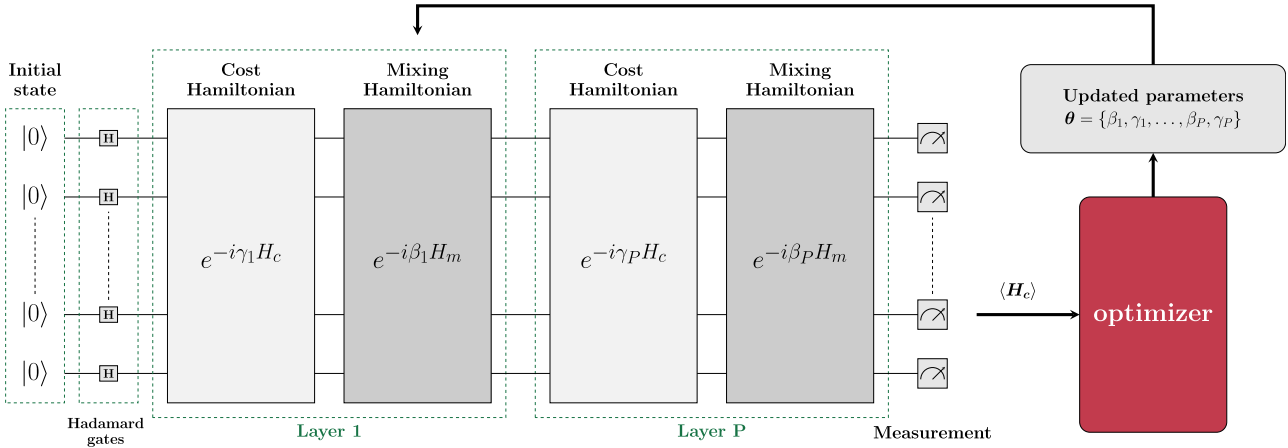 Initial
state
|0⟩
|0⟩
|0⟩
|0⟩
H
H
H
H
Hadamard
gates
Cost
Hamiltonian
e^{-iγ_1 H_c}
Mixing
Hamiltonian
e^{-iβ_1 H_m}
Layer 1
Cost
Hamiltonian
e^{-iγ_P H_c}
Mixing
Hamiltonian
e^{-iβ_P H_m}
Layer P
Measurement
⟨H_c⟩
optimizer
Updated parameters
θ = {β_1, γ_1, . . . , β_P, γ_P}